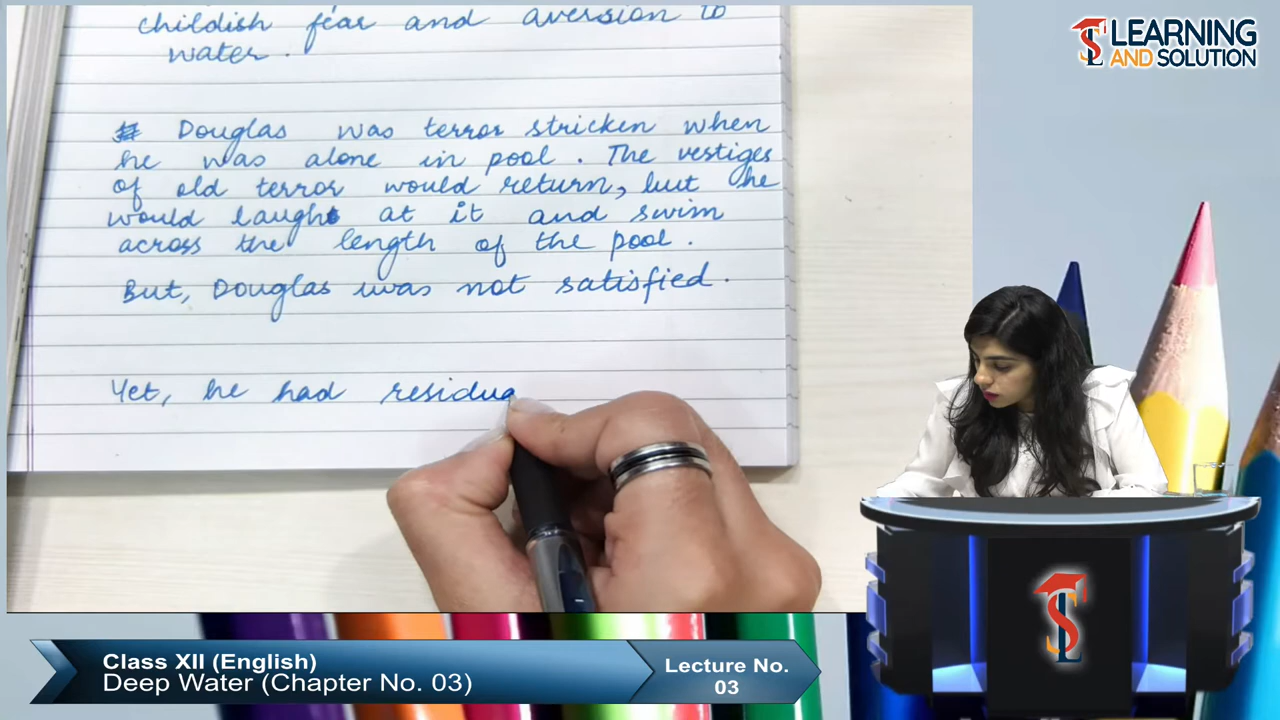 childish fear and aversion to
water.
Douglas was terror stricken when
he was alone in pool. The vestiges
of old terror would return, but he
would laugh at it and swim
across the length of the pool.
But, Douglas was not satisfied.
Yet, he had residua
LEARNING
AND SOLUTION
Class XII (English)
Deep Water (Chapter No. 03)
Lecture No.
03